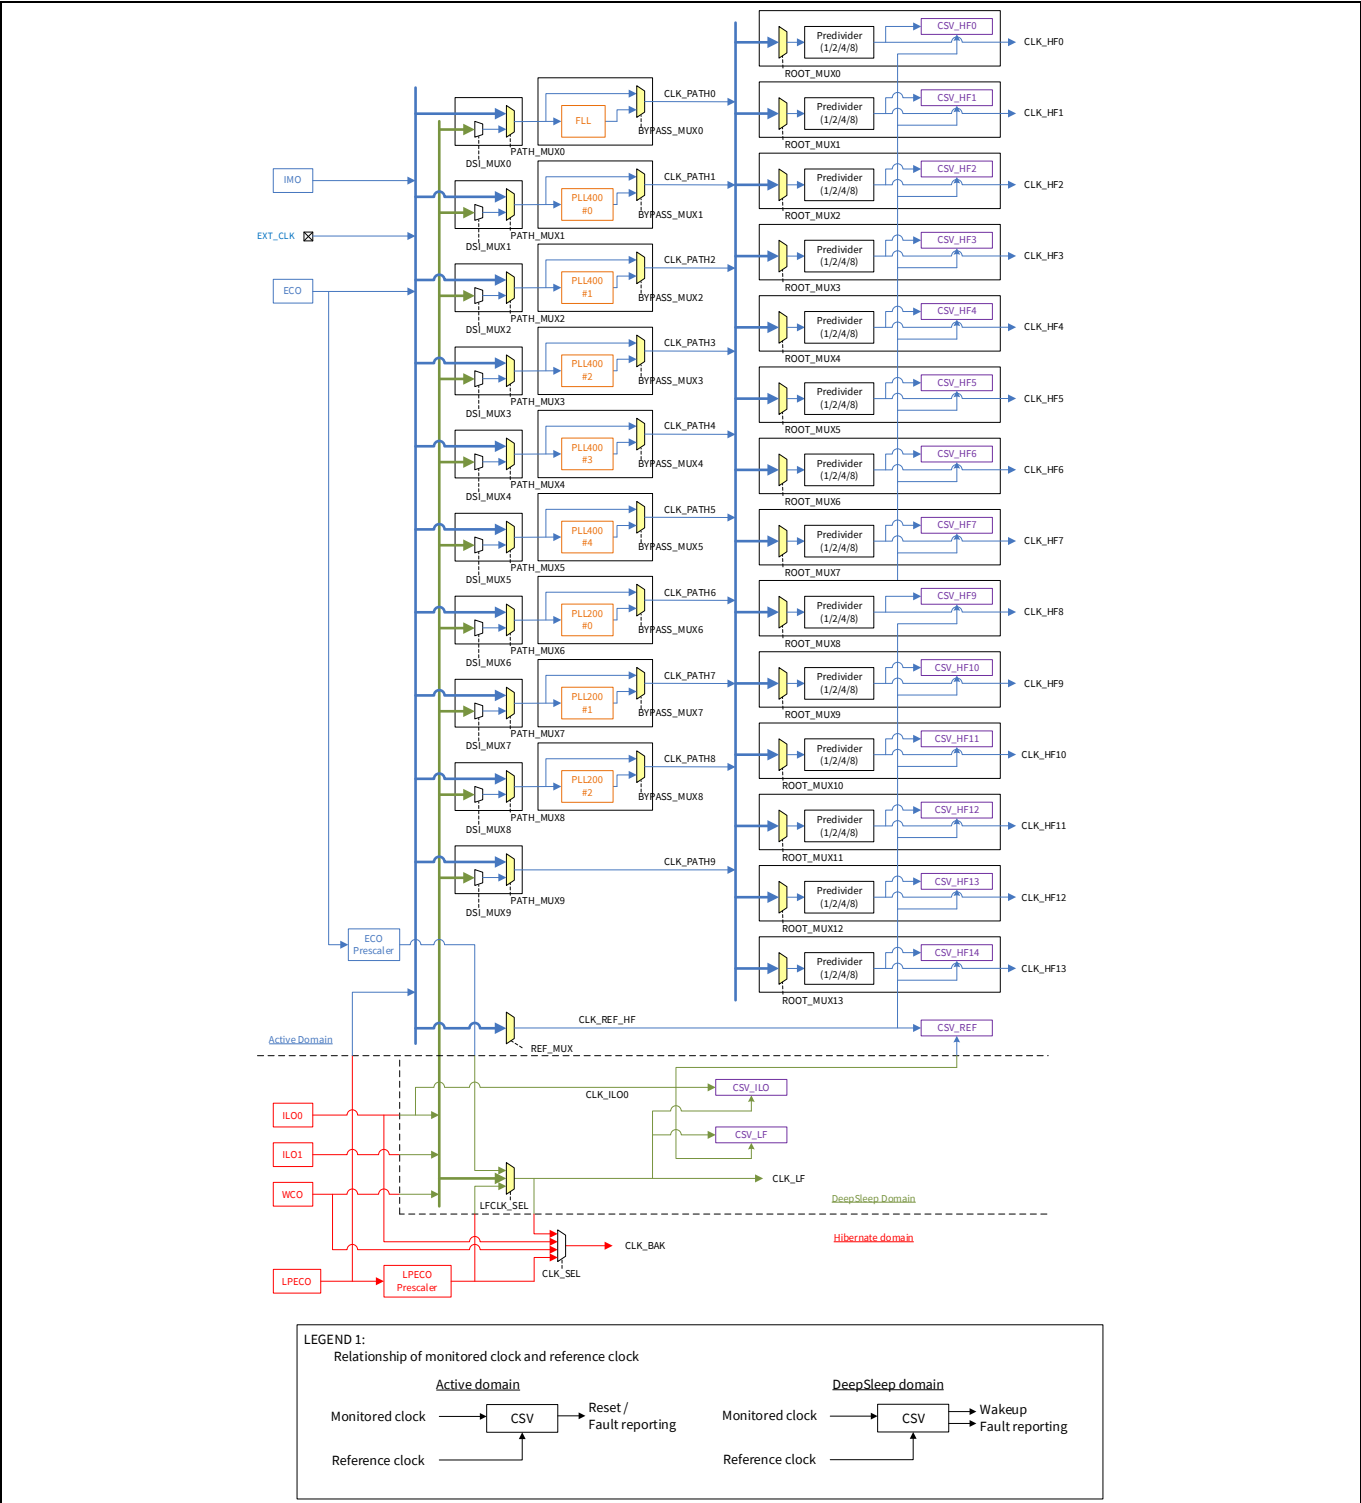 CSV_HF0
Predivider
(1/2/4/8)
CLK_HF0
ROOT_MUX0
CSV_HF1
Predivider
(1/2/4/8)
CLK_HF1
ROOT_MUX1
CSV_HF2
Predivider
(1/2/4/8)
CLK_HF2
ROOT_MUX2
CSV_HF3
Predivider
(1/2/4/8)
CLK_HF3
ROOT_MUX3
CSV_HF4
Predivider
(1/2/4/8)
CLK_HF4
ROOT_MUX4
CSV_HF5
Predivider
(1/2/4/8)
CLK_HF5
ROOT_MUX5
CSV_HF6
Predivider
(1/2/4/8)
CLK_HF6
ROOT_MUX6
CSV_HF7
Predivider
(1/2/4/8)
CLK_HF7
ROOT_MUX7
CSV_HF9
Predivider
(1/2/4/8)
CLK_HF8
ROOT_MUX8
CSV_HF10
Predivider
(1/2/4/8)
CLK_HF9
ROOT_MUX9
CSV_HF11
Predivider
(1/2/4/8)
CLK_HF10
ROOT_MUX10
CSV_HF12
Predivider
(1/2/4/8)
CLK_HF11
ROOT_MUX11
CSV_HF13
Predivider
(1/2/4/8)
CLK_HF12
ROOT_MUX12
CSV_HF14
Predivider
(1/2/4/8)
CLK_HF13
ROOT_MUX13
IMO
EXT_CLK
ECO
CLK_PATH0
FLL
BYPASS_MUX0
PATH_MUX0
DSI_MUX0
CLK_PATH1
PLL400
#0
BYPASS_MUX1
PATH_MUX1
DSI_MUX1
CLK_PATH2
PLL400
#1
BYPASS_MUX2
PATH_MUX2
DSI_MUX2
CLK_PATH3
PLL400
#2
BYPASS_MUX3
PATH_MUX3
DSI_MUX3
CLK_PATH4
PLL400
#3
BYPASS_MUX4
PATH_MUX4
DSI_MUX4
CLK_PATH5
PLL400
#4
BYPASS_MUX5
PATH_MUX5
DSI_MUX5
CLK_PATH6
PLL200
#0
BYPASS_MUX6
PATH_MUX6
DSI_MUX6
CLK_PATH7
PLL200
#1
BYPASS_MUX7
PATH_MUX7
DSI_MUX7
CLK_PATH8
PLL200
#2
BYPASS_MUX8
PATH_MUX8
DSI_MUX8
CLK_PATH9
PATH_MUX9
DSI_MUX9
ECO
Prescaler
CLK_REF_HF
CSV_REF
REF_MUX
Active Domain
CSV_ILO
CLK_ILO0
ILO0
CSV_LF
ILO1
CLK_LF
WCO
LFCLK_SEL
DeepSleep Domain
Hibernate domain
CLK_BAK
CLK_SEL
LPECO
LPECO
Prescaler
LEGEND 1:
Relationship of monitored clock and reference clock
Active domain
Monitored clock
CSV
Reset /
Fault reporting
Reference clock
DeepSleep domain
Monitored clock
CSV
Wakeup
Fault reporting
Reference clock